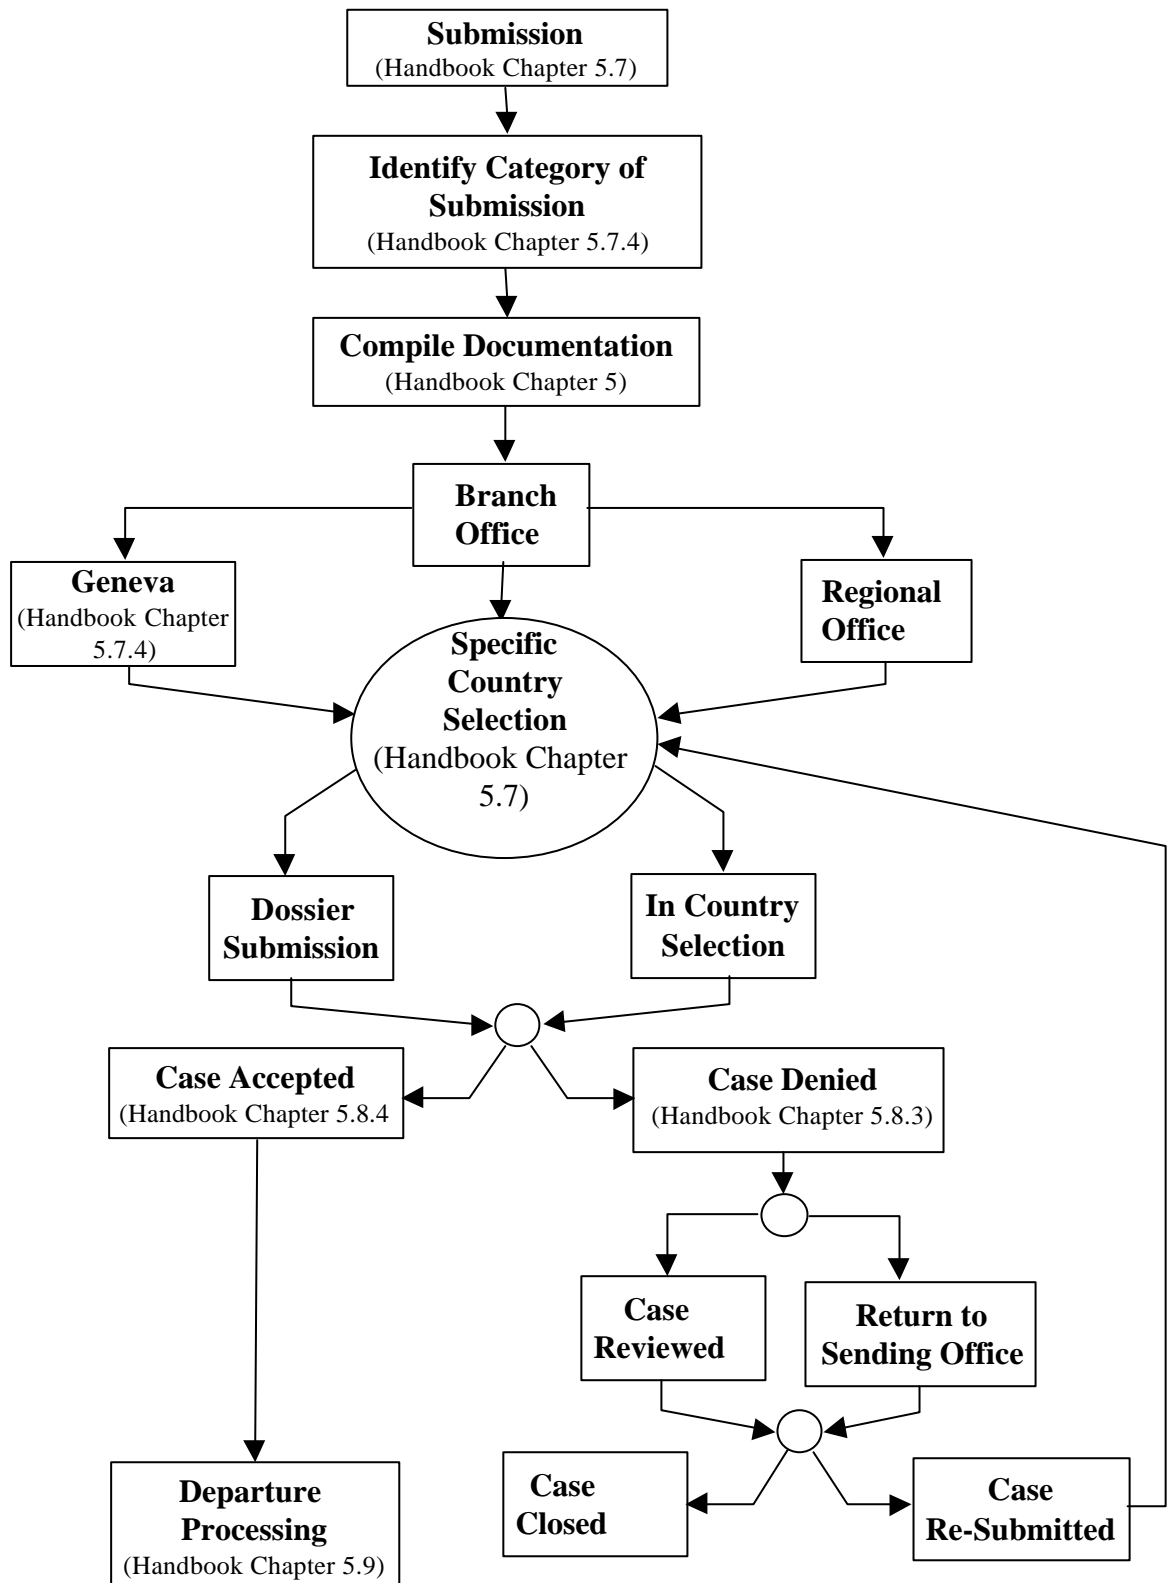 Submission
(Handbook Chapter 5.7)
Identify Category of
Submission
(Handbook Chapter 5.7.4)
Compile Documentation
(Handbook Chapter 5)
Branch
Office
Geneva
(Handbook Chapter
5.7.4)
Regional
Office
Specific
Country
Selection
(Handbook Chapter
5.7)
Dossier
Submission
In Country
Selection
Case Accepted
(Handbook Chapter 5.8.4
Case Denied
(Handbook Chapter 5.8.3)
Case
Reviewed
Return to
Sending Office
Case
Closed
Case
Re-Submitted
Departure
Processing
(Handbook Chapter 5.9)